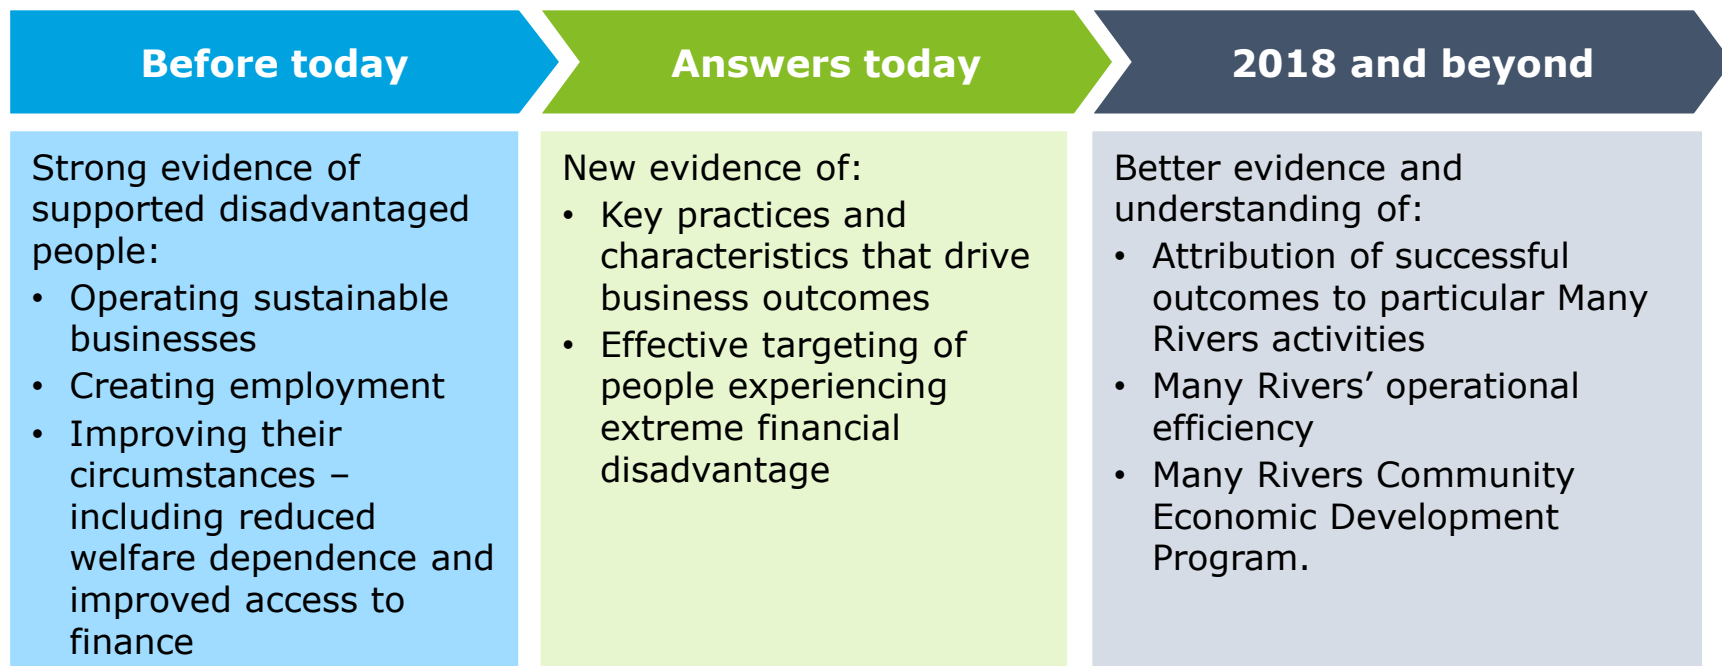 Before today
Answers today
2018 and beyond
Strong evidence of
supported disadvantaged
people:
• Operating sustainable
businesses
• Creating employment
• Improving their
circumstances –
including reduced
welfare dependence and
improved access to
finance
New evidence of:
• Key practices and
characteristics that drive
business outcomes
• Effective targeting of
people experiencing
extreme financial
disadvantage
Better evidence and
understanding of:
• Attribution of successful
outcomes to particular Many
Rivers activities
• Many Rivers’ operational
efficiency
• Many Rivers Community
Economic Development
Program.